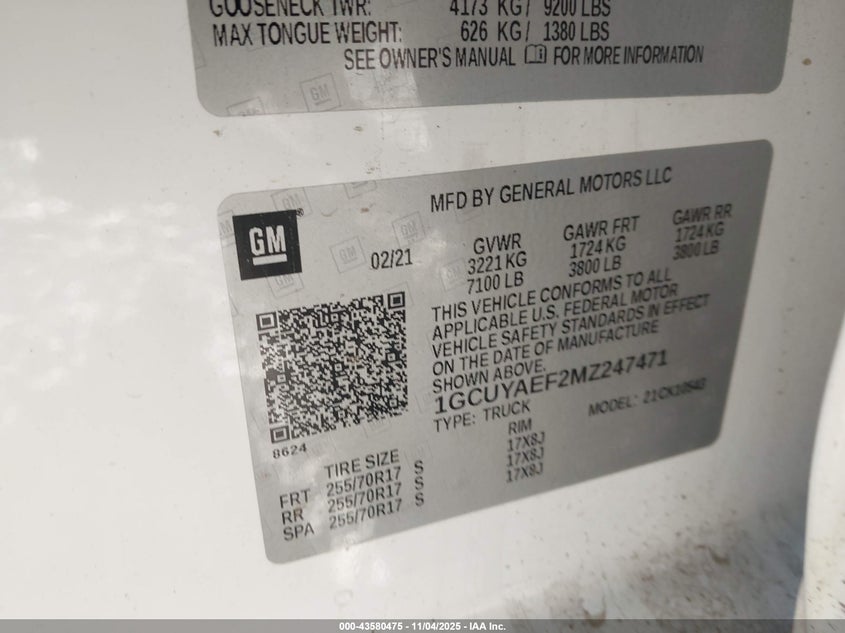 GOOSENECK TWR: 4173 KG/ 9200 LBS
MAX TONGUE WEIGHT: 626 KG/ 1380 LBS
SEE OWNER'S MANUAL FOR MORE INFORMATION
MFD BY GENERAL MOTORS LLC
GM
02/21
GVWR GAWR FRT GAWR RR
3221 KG 1724 KG 1724 KG
7100 LB 3800 LB 3800 LB
THIS VEHICLE CONFORMS TO ALL
APPLICABLE U.S. FEDERAL MOTOR
VEHICLE SAFETY STANDARDS IN EFFECT
ON THE DATE OF MANUFACTURE
SHOWN ABOVE.
1GCUYAEF2MZ247471
TYPE: TRUCK MODEL: 21CK10543
8624
TIRE SIZE RIM
FRT 255/70R17 S 17X8J
RR 255/70R17 S 17X8J
SPA 255/70R17 S 17X8J
000-43580475 - 11/04/2025 - IAA Inc.